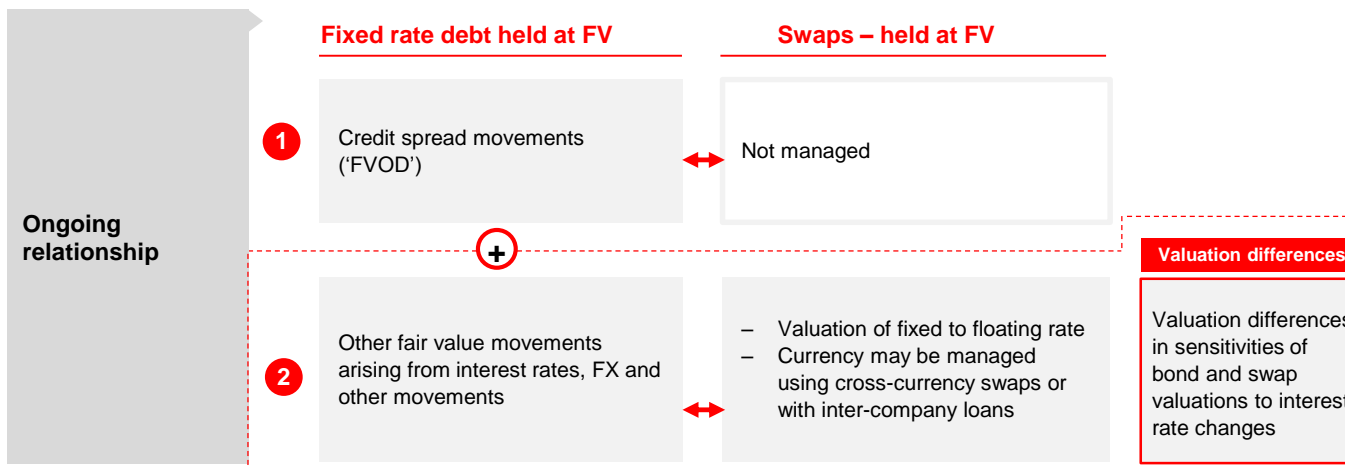 Fixed rate debt held at FV
Swaps – held at FV
Ongoing
relationship
1
Credit spread movements
(‘FVOD’)
Not managed
+
2
Other fair value movements
arising from interest rates, FX and
other movements
– Valuation of fixed to floating rate
– Currency may be managed
using cross-currency swaps or
with inter-company loans
Valuation differences
Valuation differences
in sensitivities of
bond and swap
valuations to interest
rate changes